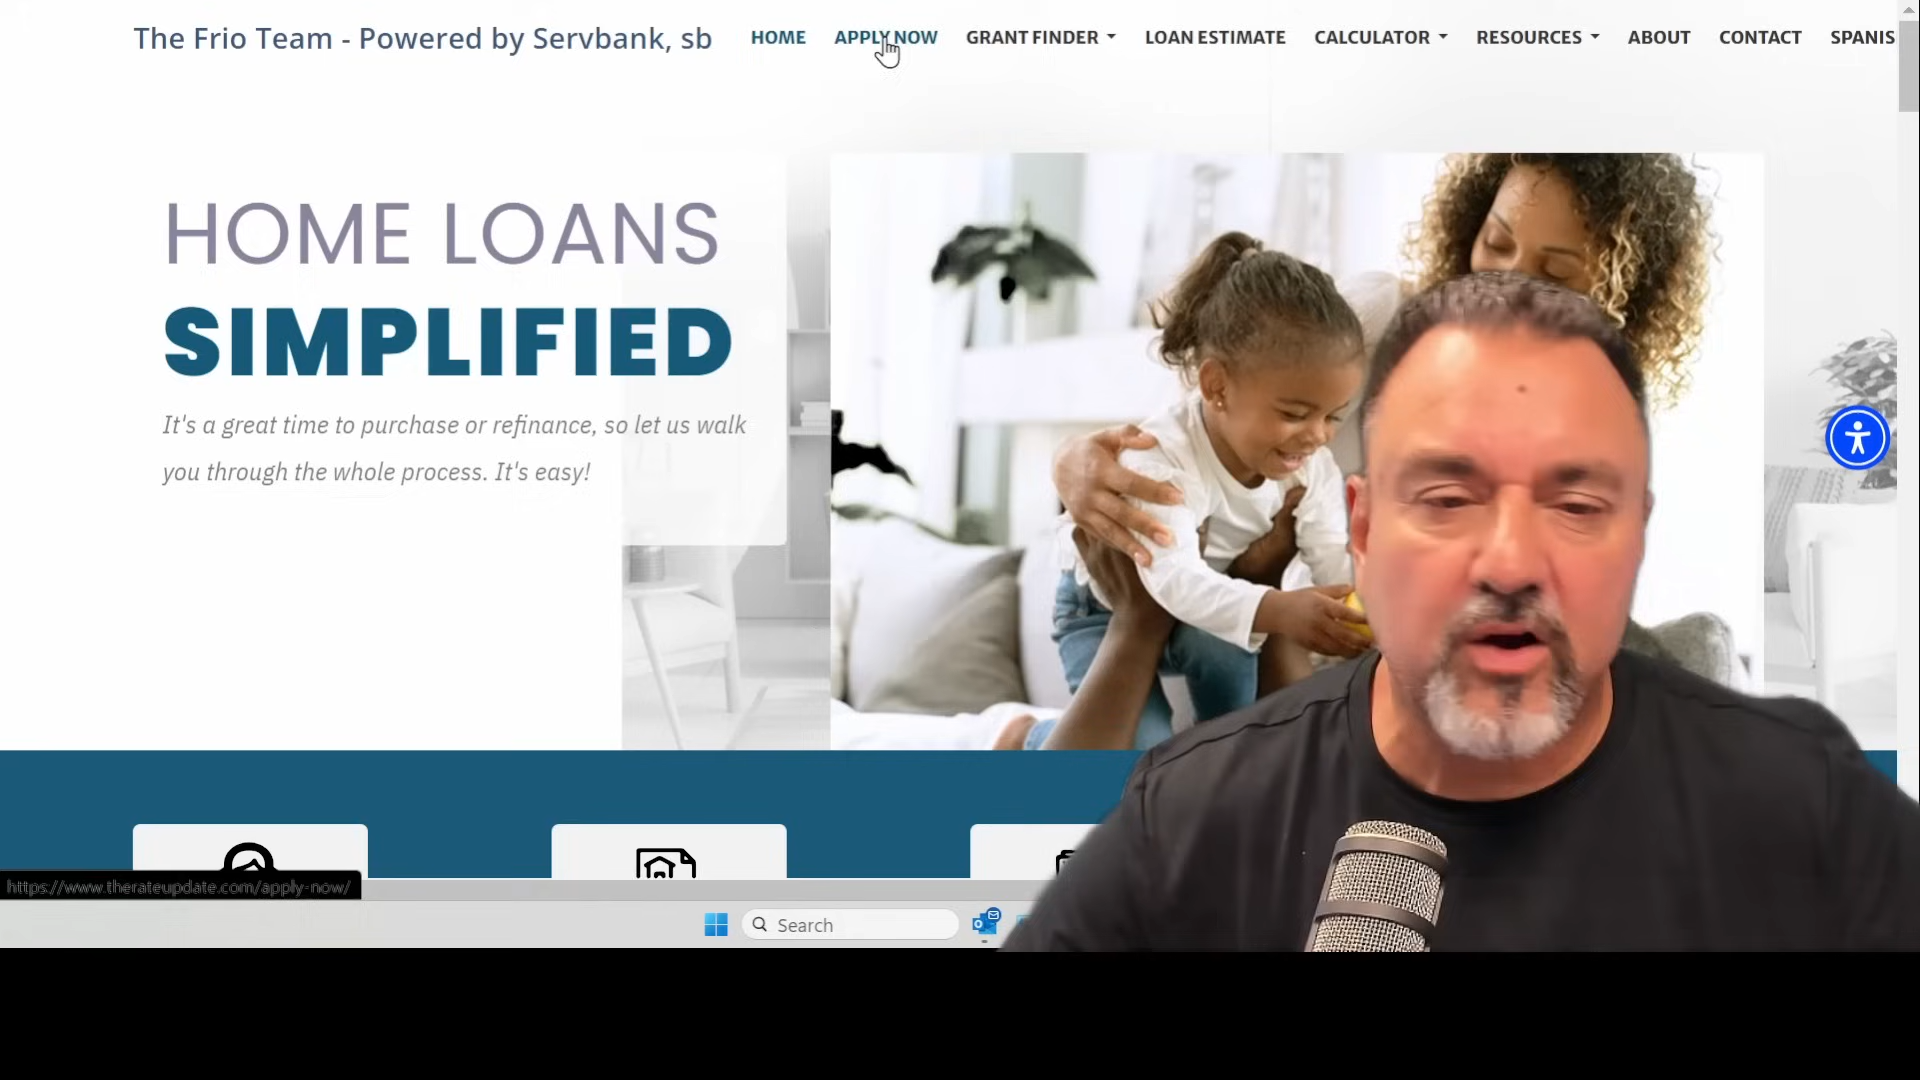 The Frio Team - Powered by Servbank, sb
HOME
APPLY NOW
GRANT FINDER
LOAN ESTIMATE
CALCULATOR
RESOURCES
ABOUT
CONTACT
SPANIS
HOME LOANS
SIMPLIFIED
It's a great time to purchase or refinance, so let us walk
you through the whole process. It's easy!
https://www.therateupdate.com/apply-now/
Search